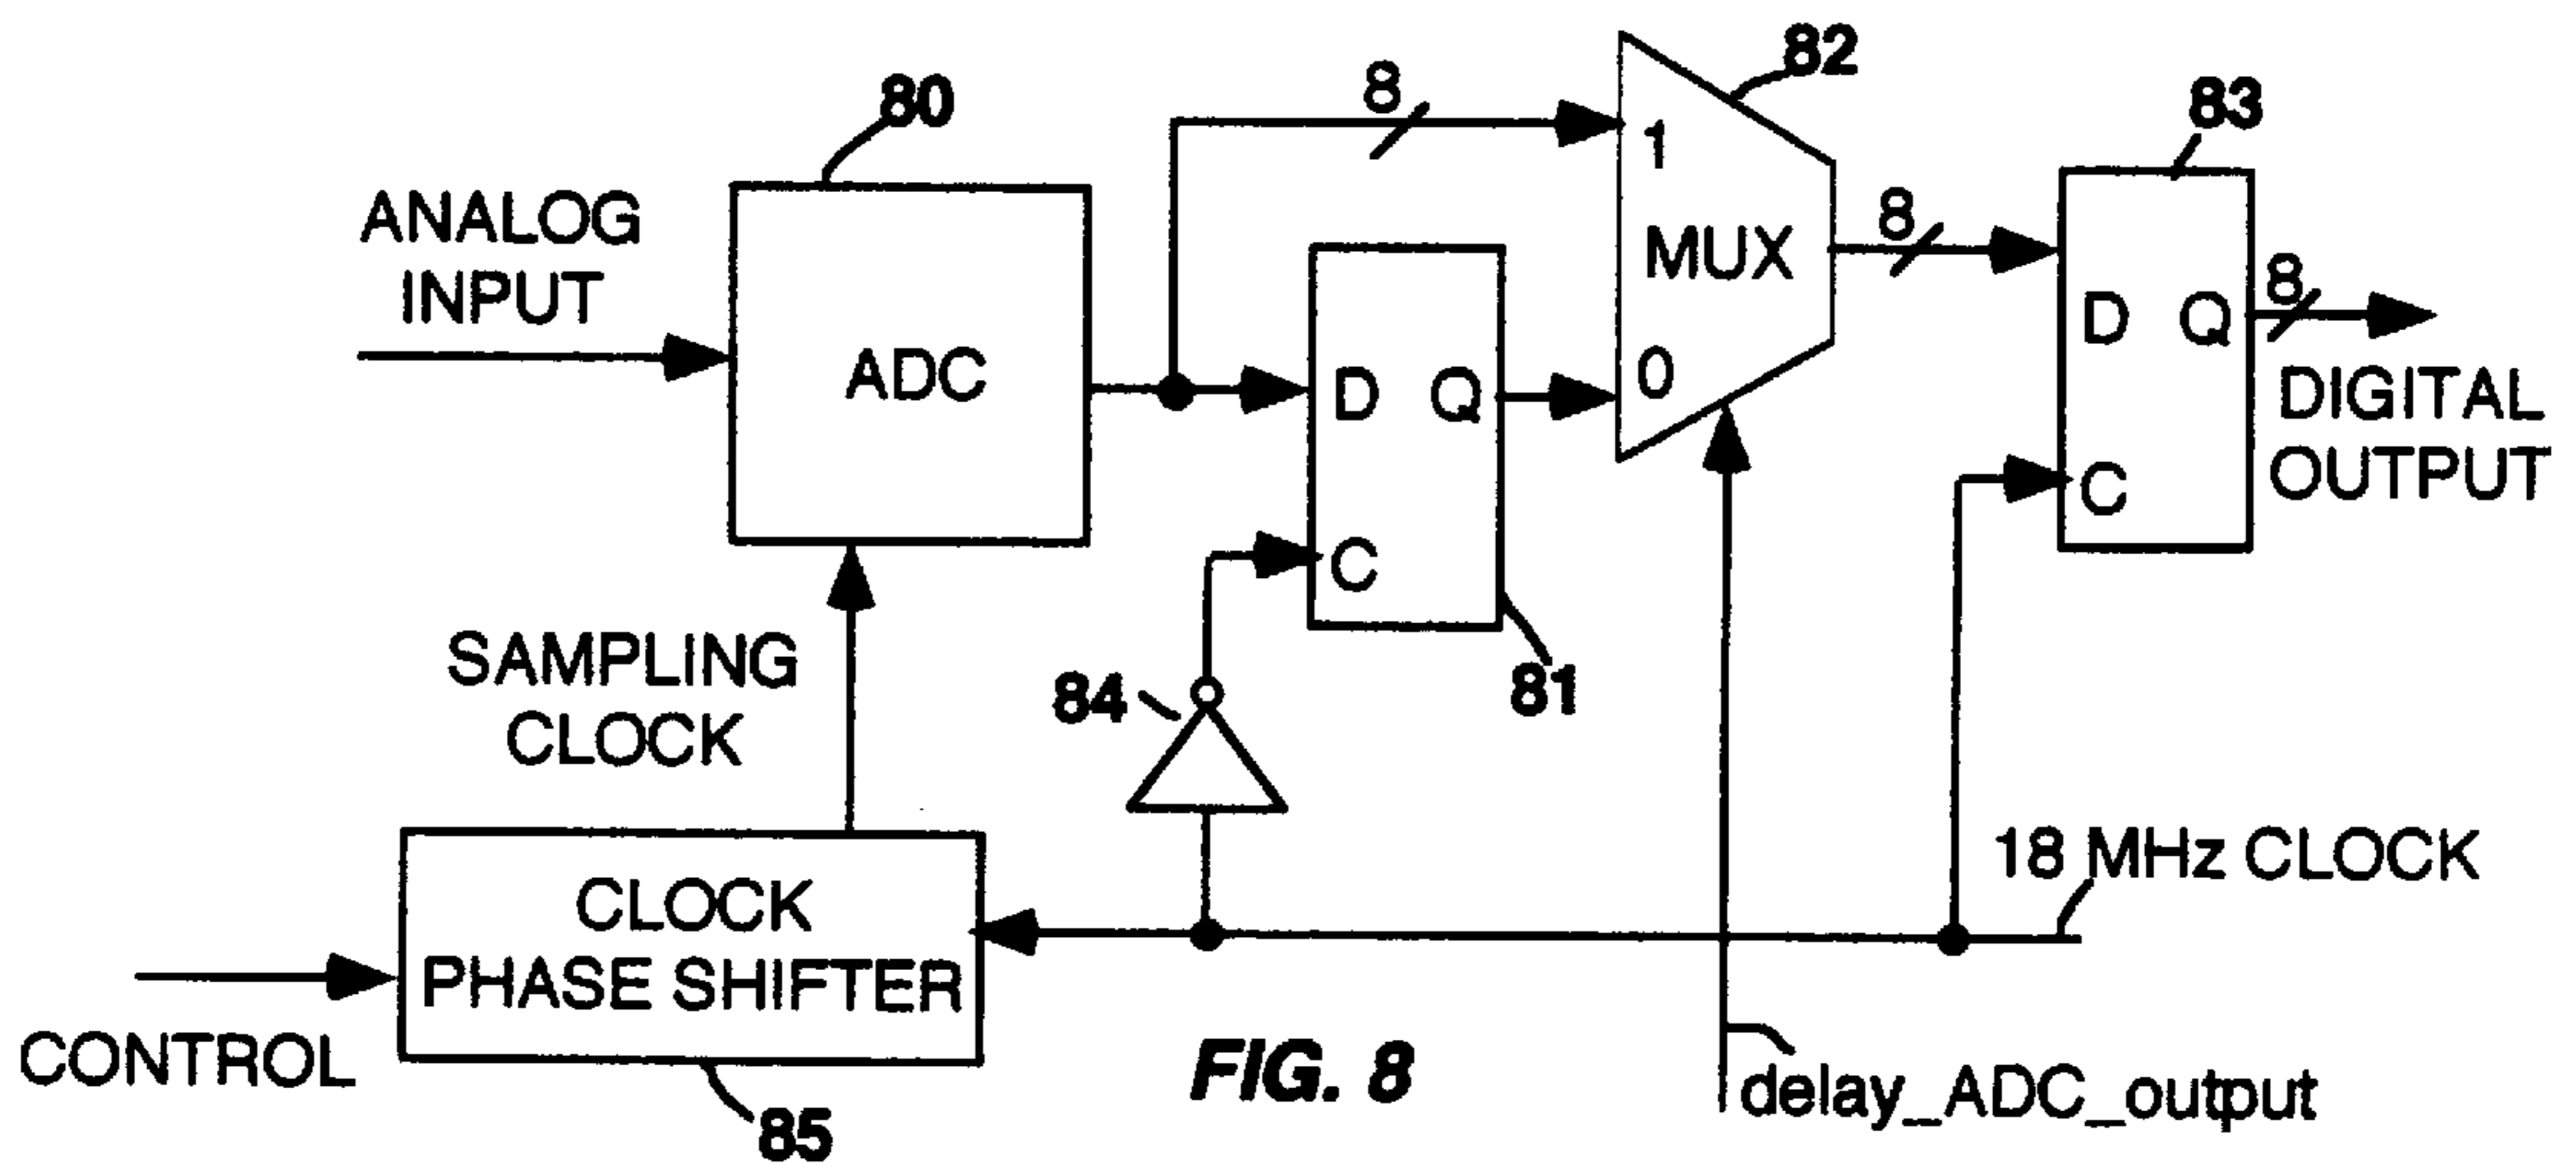 82
80
8
83
1
ANALOG
INPUT
MUX
8
8
ADC
D Q
0
D Q
DIGITAL
OUTPUT
C
C
SAMPLING
CLOCK
84
81
18 MHz CLOCK
CLOCK
PHASE SHIFTER
CONTROL
FIG. 8
delay_ADC_output
85